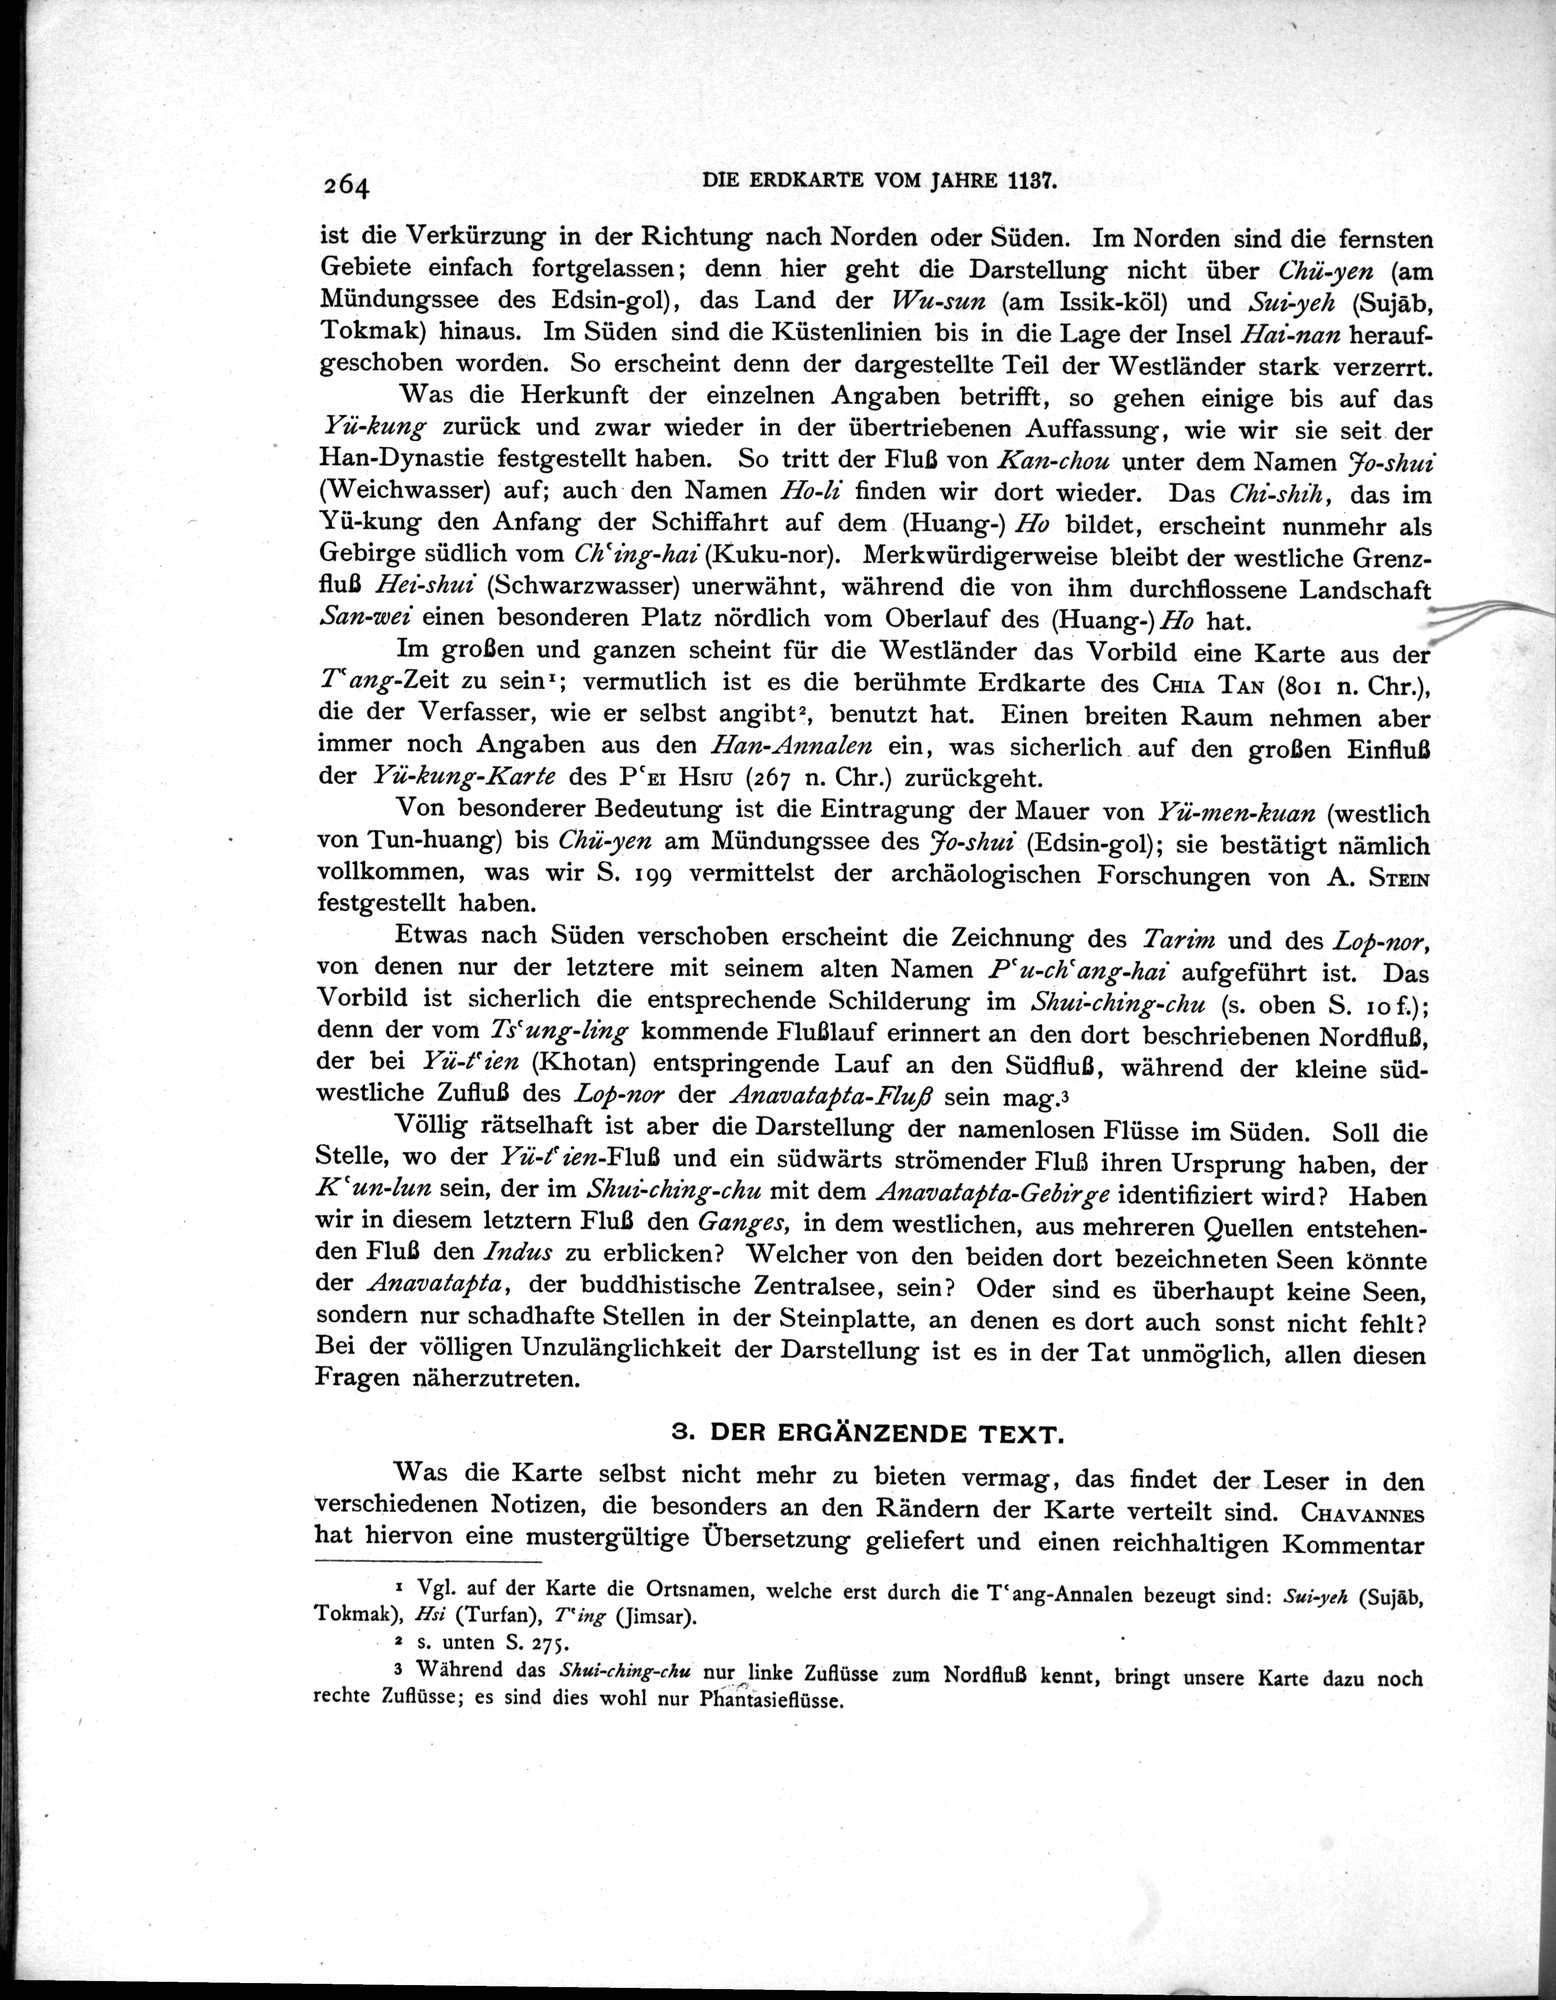 264
DIE ERDKARTE VOM JAHRE 1137.
ist die Verkürzung in der Richtung nach Norden oder Süden. Im Norden sind die fernsten
Gebiete einfach fortgelassen; denn hier geht die Darstellung nicht über Chü-yen (am
Mündungssee des Edsin-gol), das Land der Wu-sun (am Issik-köl) und Sui-yeh (Sujāb,
Tokmak) hinaus. Im Süden sind die Küstenlinien bis in die Lage der Insel Hai-nan herauf-
geschoben worden. So erscheint denn der dargestellte Teil der Westländer stark verzerrt.
Was die Herkunft der einzelnen Angaben betrifft, so gehen einige bis auf das
Yü-kung zurück und zwar wieder in der übertriebenen Auffassung, wie wir sie seit der
Han-Dynastie festgestellt haben. So tritt der Fluß von Kan-chou unter dem Namen Jo-shui
(Weichwasser) auf; auch den Namen Ho-li finden wir dort wieder. Das Chi-shih, das im
Yü-kung den Anfang der Schiffahrt auf dem (Huang-) Ho bildet, erscheint nunmehr als
Gebirge südlich vom Chʿing-hai (Kuku-nor). Merkwürdigerweise bleibt der westliche Grenz-
fluß Hei-shui (Schwarzwasser) unerwähnt, während die von ihm durchflossene Landschaft
San-wei einen besonderen Platz nördlich vom Oberlauf des (Huang-) Ho hat.
Im großen und ganzen scheint für die Westländer das Vorbild eine Karte aus der
Tʿang-Zeit zu sein¹; vermutlich ist es die berühmte Erdkarte des CHIA TAN (801 n. Chr.),
die der Verfasser, wie er selbst angibt², benutzt hat. Einen breiten Raum nehmen aber
immer noch Angaben aus den Han-Annalen ein, was sicherlich auf den großen Einfluß
der Yü-kung-Karte des PʿEI HSIU (267 n. Chr.) zurückgeht.
Von besonderer Bedeutung ist die Eintragung der Mauer von Yü-men-kuan (westlich
von Tun-huang) bis Chü-yen am Mündungssee des Jo-shui (Edsin-gol); sie bestätigt nämlich
vollkommen, was wir S. 199 vermittelst der archäologischen Forschungen von A. STEIN
festgestellt haben.
Etwas nach Süden verschoben erscheint die Zeichnung des Tarim und des Lop-nor,
von denen nur der letztere mit seinem alten Namen Pʿu-chʿang-hai aufgeführt ist. Das
Vorbild ist sicherlich die entsprechende Schilderung im Shui-ching-chu (s. oben S. 10 f.);
denn der vom Tsʿung-ling kommende Flußlauf erinnert an den dort beschriebenen Nordfluß,
der bei Yü-tʿien (Khotan) entspringende Lauf an den Südfluß, während der kleine süd-
westliche Zufluß des Lop-nor der Anavatapta-Fluß sein mag.³
Völlig rätselhaft ist aber die Darstellung der namenlosen Flüsse im Süden. Soll die
Stelle, wo der Yü-tʿien-Fluß und ein südwärts strömender Fluß ihren Ursprung haben, der
Kʿun-lun sein, der im Shui-ching-chu mit dem Anavatapta-Gebirge identifiziert wird? Haben
wir in diesem letztern Fluß den Ganges, in dem westlichen, aus mehreren Quellen entstehen-
den Fluß den Indus zu erblicken? Welcher von den beiden dort bezeichneten Seen könnte
der Anavatapta, der buddhistische Zentralsee, sein? Oder sind es überhaupt keine Seen,
sondern nur schadhafte Stellen in der Steinplatte, an denen es dort auch sonst nicht fehlt?
Bei der völligen Unzulänglichkeit der Darstellung ist es in der Tat unmöglich, allen diesen
Fragen näherzutreten.
3. DER ERGÄNZENDE TEXT.
Was die Karte selbst nicht mehr zu bieten vermag, das findet der Leser in den
verschiedenen Notizen, die besonders an den Rändern der Karte verteilt sind. CHAVANNES
hat hiervon eine mustergültige Übersetzung geliefert und einen reichhaltigen Kommentar
¹ Vgl. auf der Karte die Ortsnamen, welche erst durch die Tʿang-Annalen bezeugt sind: Sui-yeh (Sujāb,
Tokmak), Hsi (Turfan), Tʿing (Jimsar).
² s. unten S. 275.
³ Während das Shui-ching-chu nur linke Zuflüsse zum Nordfluß kennt, bringt unsere Karte dazu noch
rechte Zuflüsse; es sind dies wohl nur Phantasieflüsse.